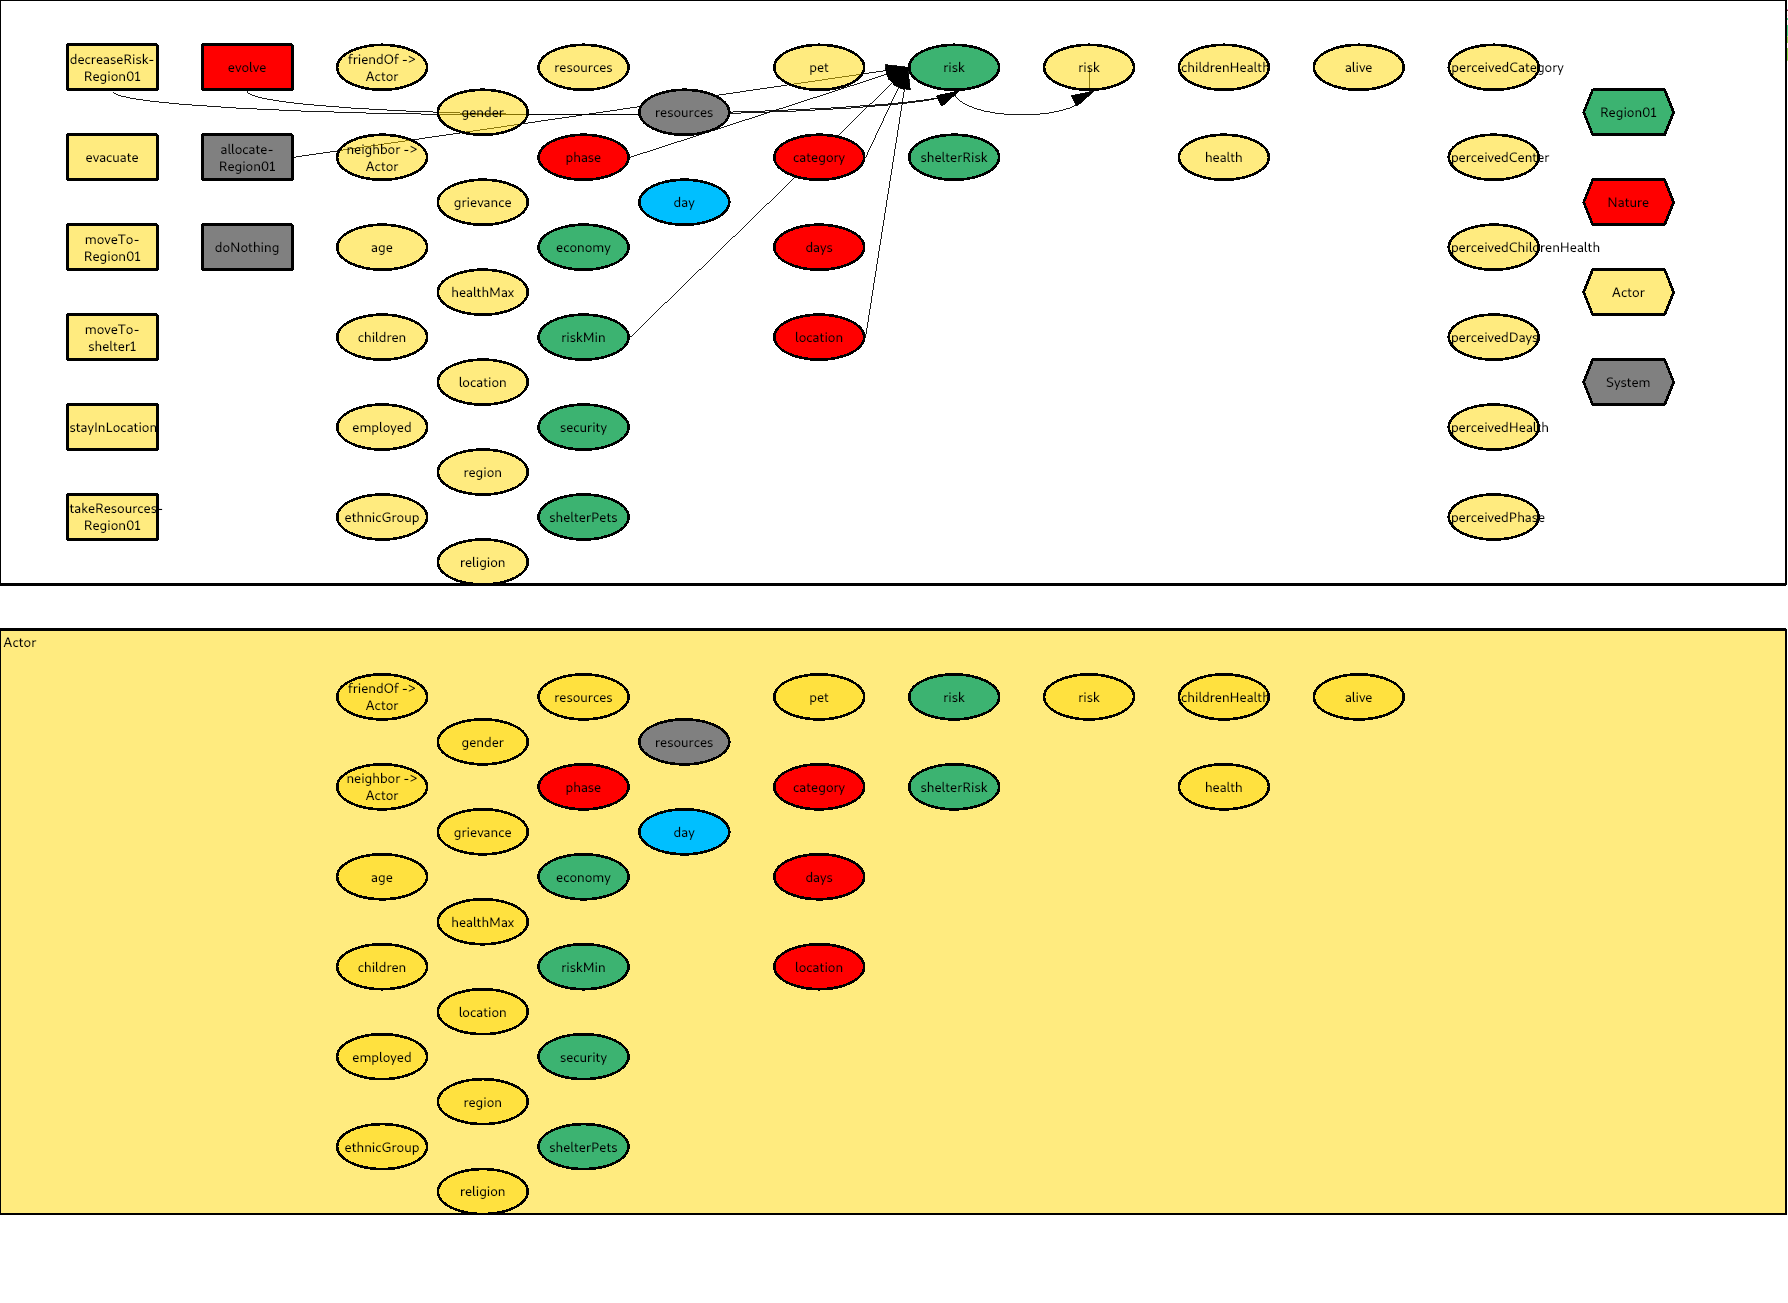 decreaseRisk-
Region01
evolve
friendOf ->
Actor
resources
pet
risk
risk
childrenHealth
alive
perceivedCategory
gender
resources
Region01
evacuate
allocate-
Region01
neighbor ->
Actor
phase
category
shelterRisk
health
perceivedCenter
grievance
day
Nature
moveTo-
Region01
doNothing
age
economy
days
perceivedChildrenHealth
healthMax
Actor
moveTo-
shelter1
children
riskMin
location
perceivedDays
location
System
stayInLocation
employed
security
perceivedHealth
region
takeResources-
Region01
ethnicGroup
shelterPets
perceivedPhase
religion
Actor
friendOf ->
Actor
resources
pet
risk
risk
childrenHealth
alive
gender
resources
neighbor ->
Actor
phase
category
shelterRisk
health
grievance
day
age
economy
days
healthMax
children
riskMin
location
location
employed
security
region
ethnicGroup
shelterPets
religion